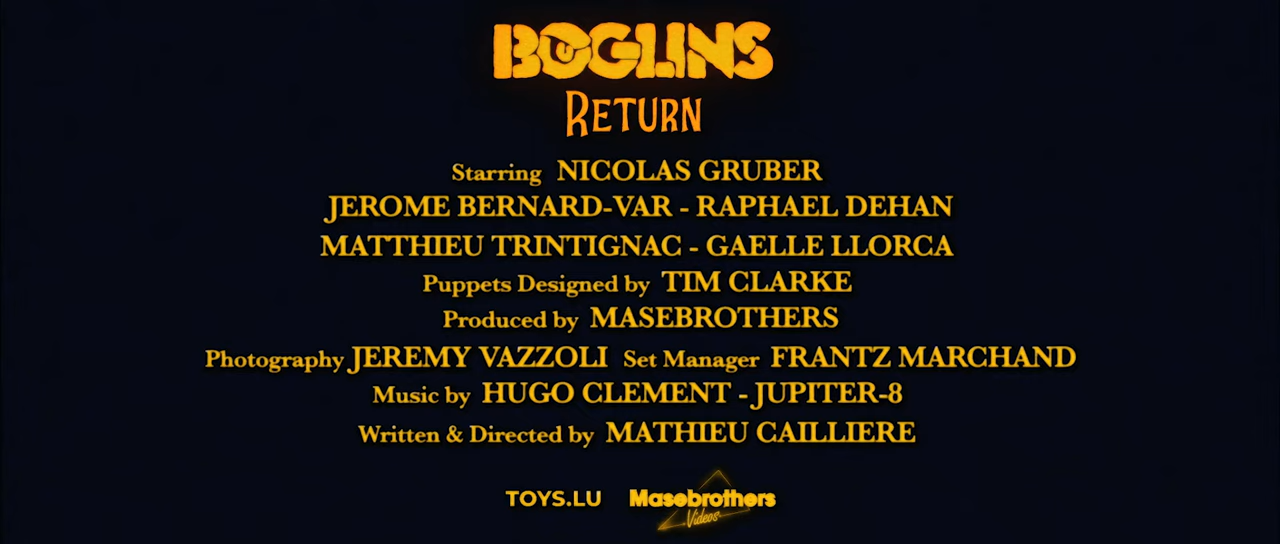 BOGLINS
RETURN
Starring NICOLAS GRUBER
JEROME BERNARD-VAR - RAPHAEL DEHAN
MATTHIEU TRINTIGNAC - GAELLE LLORCA
Puppets Designed by TIM CLARKE
Produced by MASEBROTHERS
Photography JEREMY VAZZOLI Set Manager FRANTZ MARCHAND
Music by HUGO CLEMENT - JUPITER-8
Written & Directed by MATHIEU CAILLIERE
TOYS.LU Masebrothers
Videos